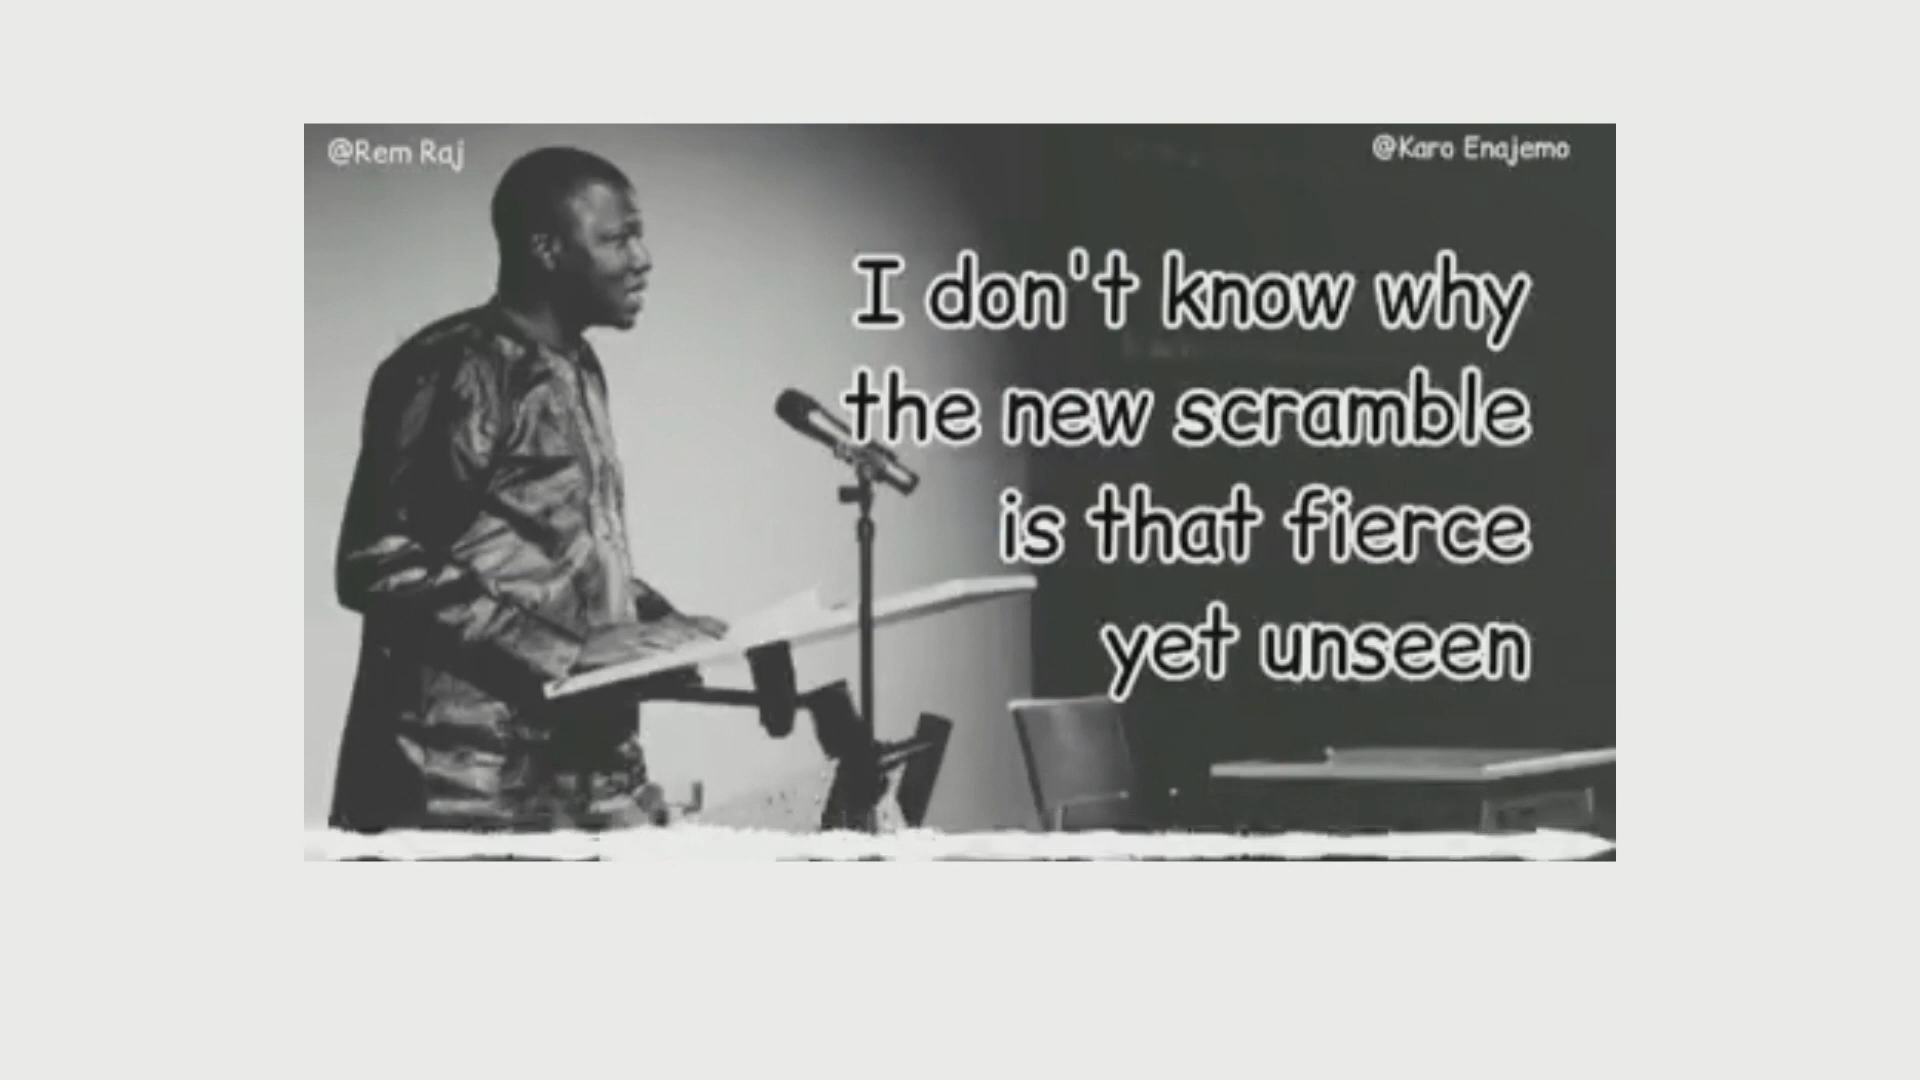 @Rem Raj
@Karo Enajemo
I don't know why
the new scramble
is that fierce
yet unseen